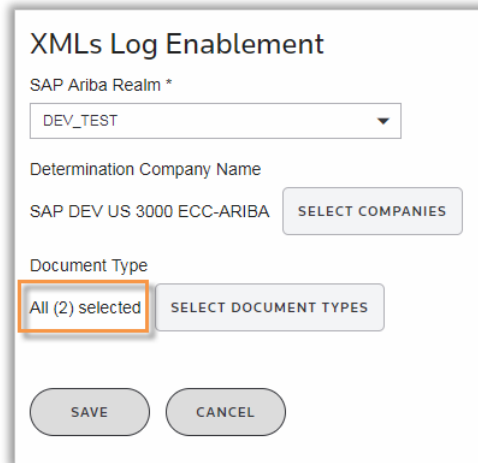 XMLs Log Enablement
SAP Ariba Realm *
DEV_TEST
Determination Company Name
SAP DEV US 3000 ECC-ARIBA SELECT COMPANIES
Document Type
All (2) selected SELECT DOCUMENT TYPES
SAVE CANCEL